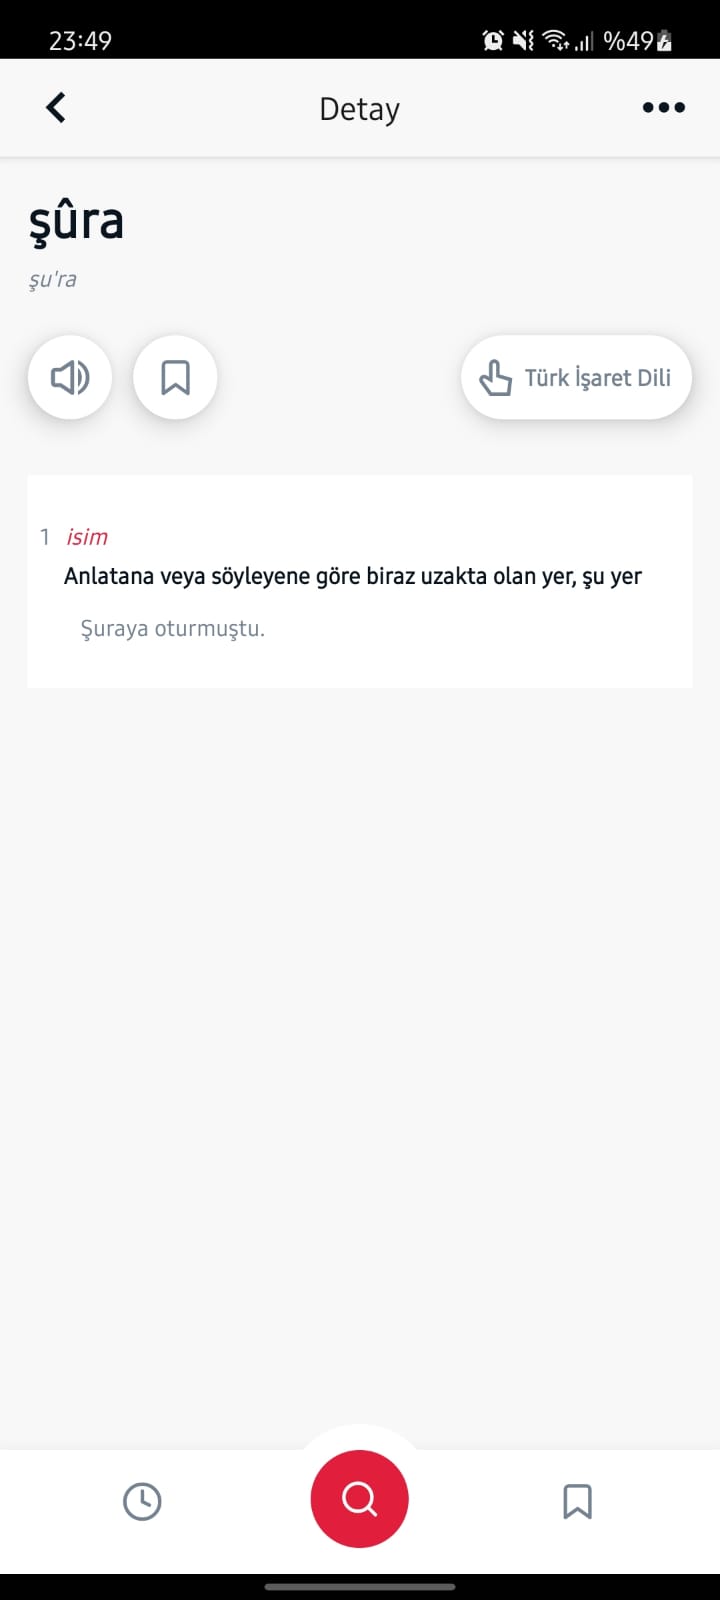 23:49
%49
Detay
şûra
şu'ra
Türk İşaret Dili
1 isim
Anlatana veya söyleyene göre biraz uzakta olan yer, şu yer
Şuraya oturmuştu.